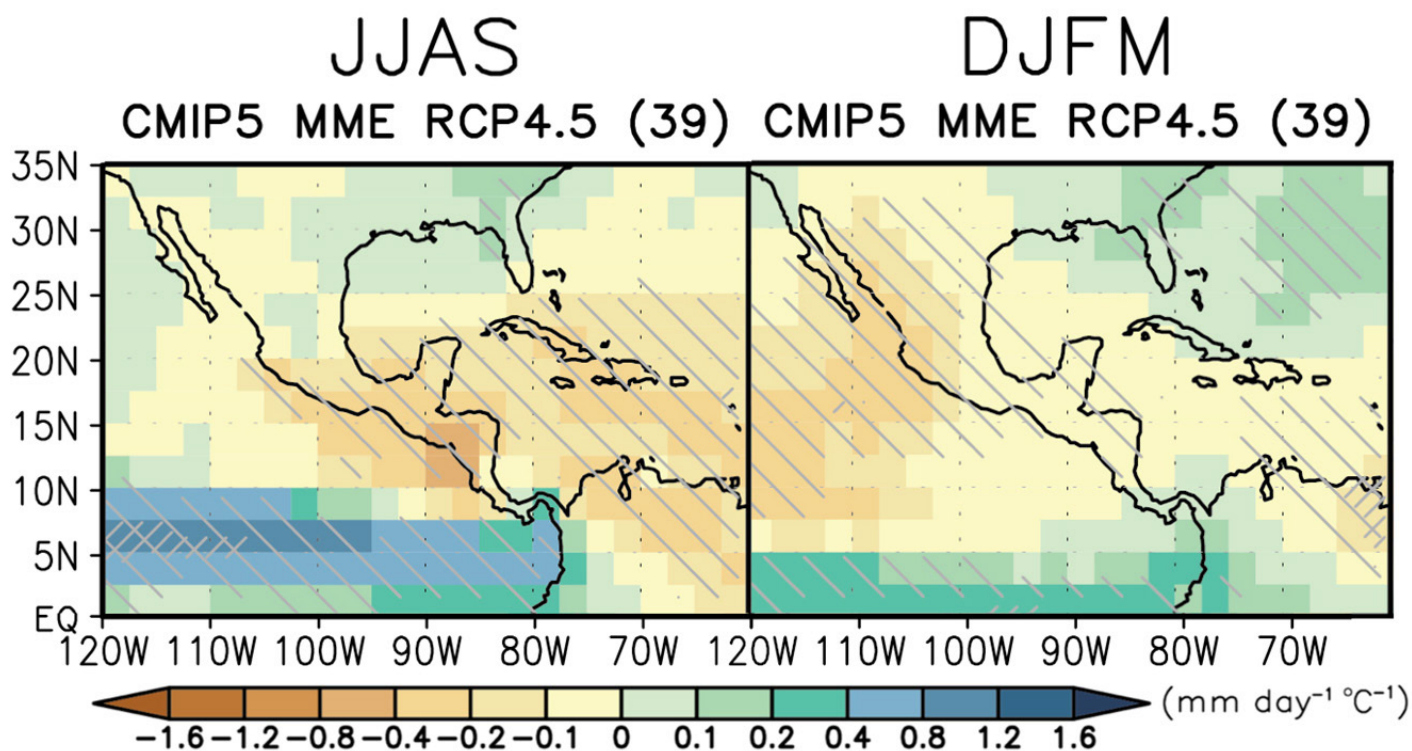 JJAS DJFM
CMIP5 MME RCP4.5 (39) CMIP5 MME RCP4.5 (39)
35N
30N
25N
20N
15N
10N
5N
EQ
120W 110W 100W 90W 80W 70W 120W 110W 100W 90W 80W 70W
(mm day⁻¹ °C⁻¹)
−1.6 −1.2 −0.8 −0.4 −0.2 −0.1 0 0.1 0.2 0.4 0.8 1.2 1.6